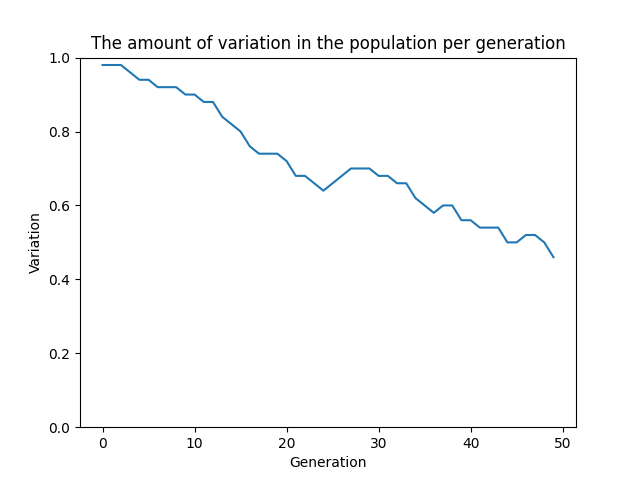 The amount of variation in the population per generation
1.0
0.8
0.6
0.4
0.2
0.0
Variation
0 10 20 30 40 50
Generation